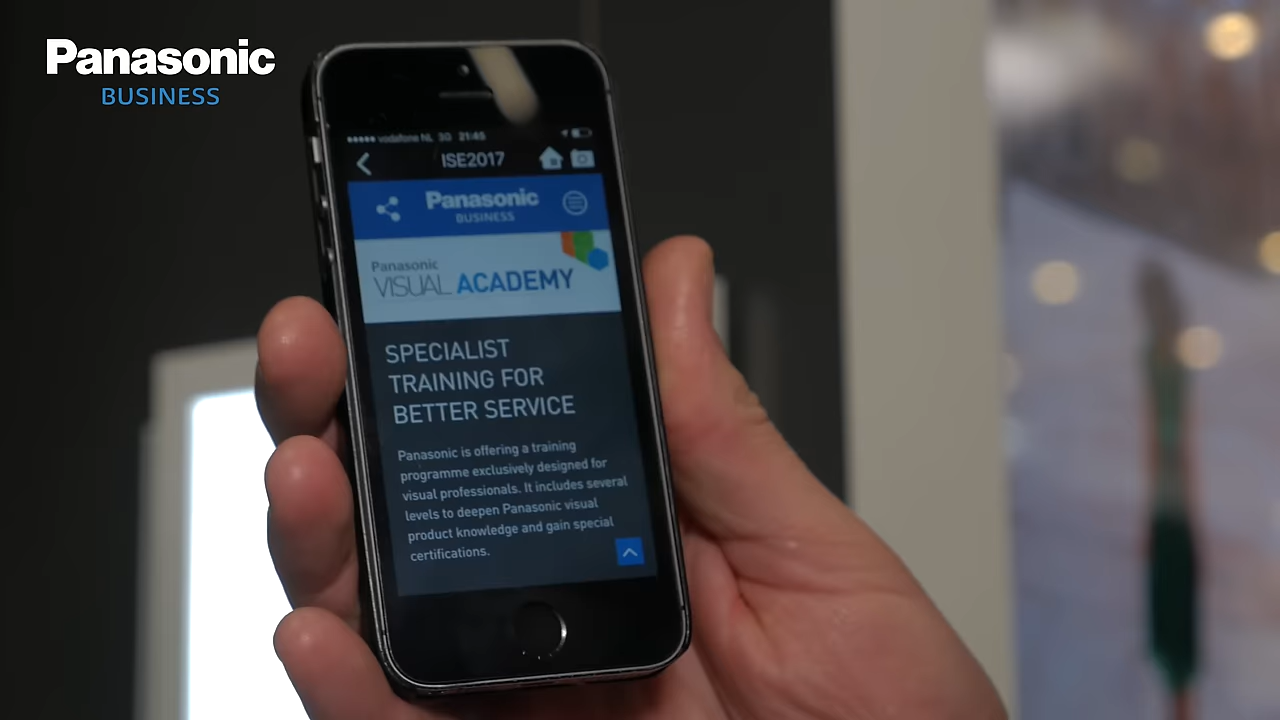 Panasonic
BUSINESS
vodafone NL 3G 21:45
ISE2017
Panasonic
BUSINESS
Panasonic
VISUAL ACADEMY
SPECIALIST
TRAINING FOR
BETTER SERVICE
Panasonic is offering a training
programme exclusively designed for
visual professionals. It includes several
levels to deepen Panasonic visual
product knowledge and gain special
certifications.